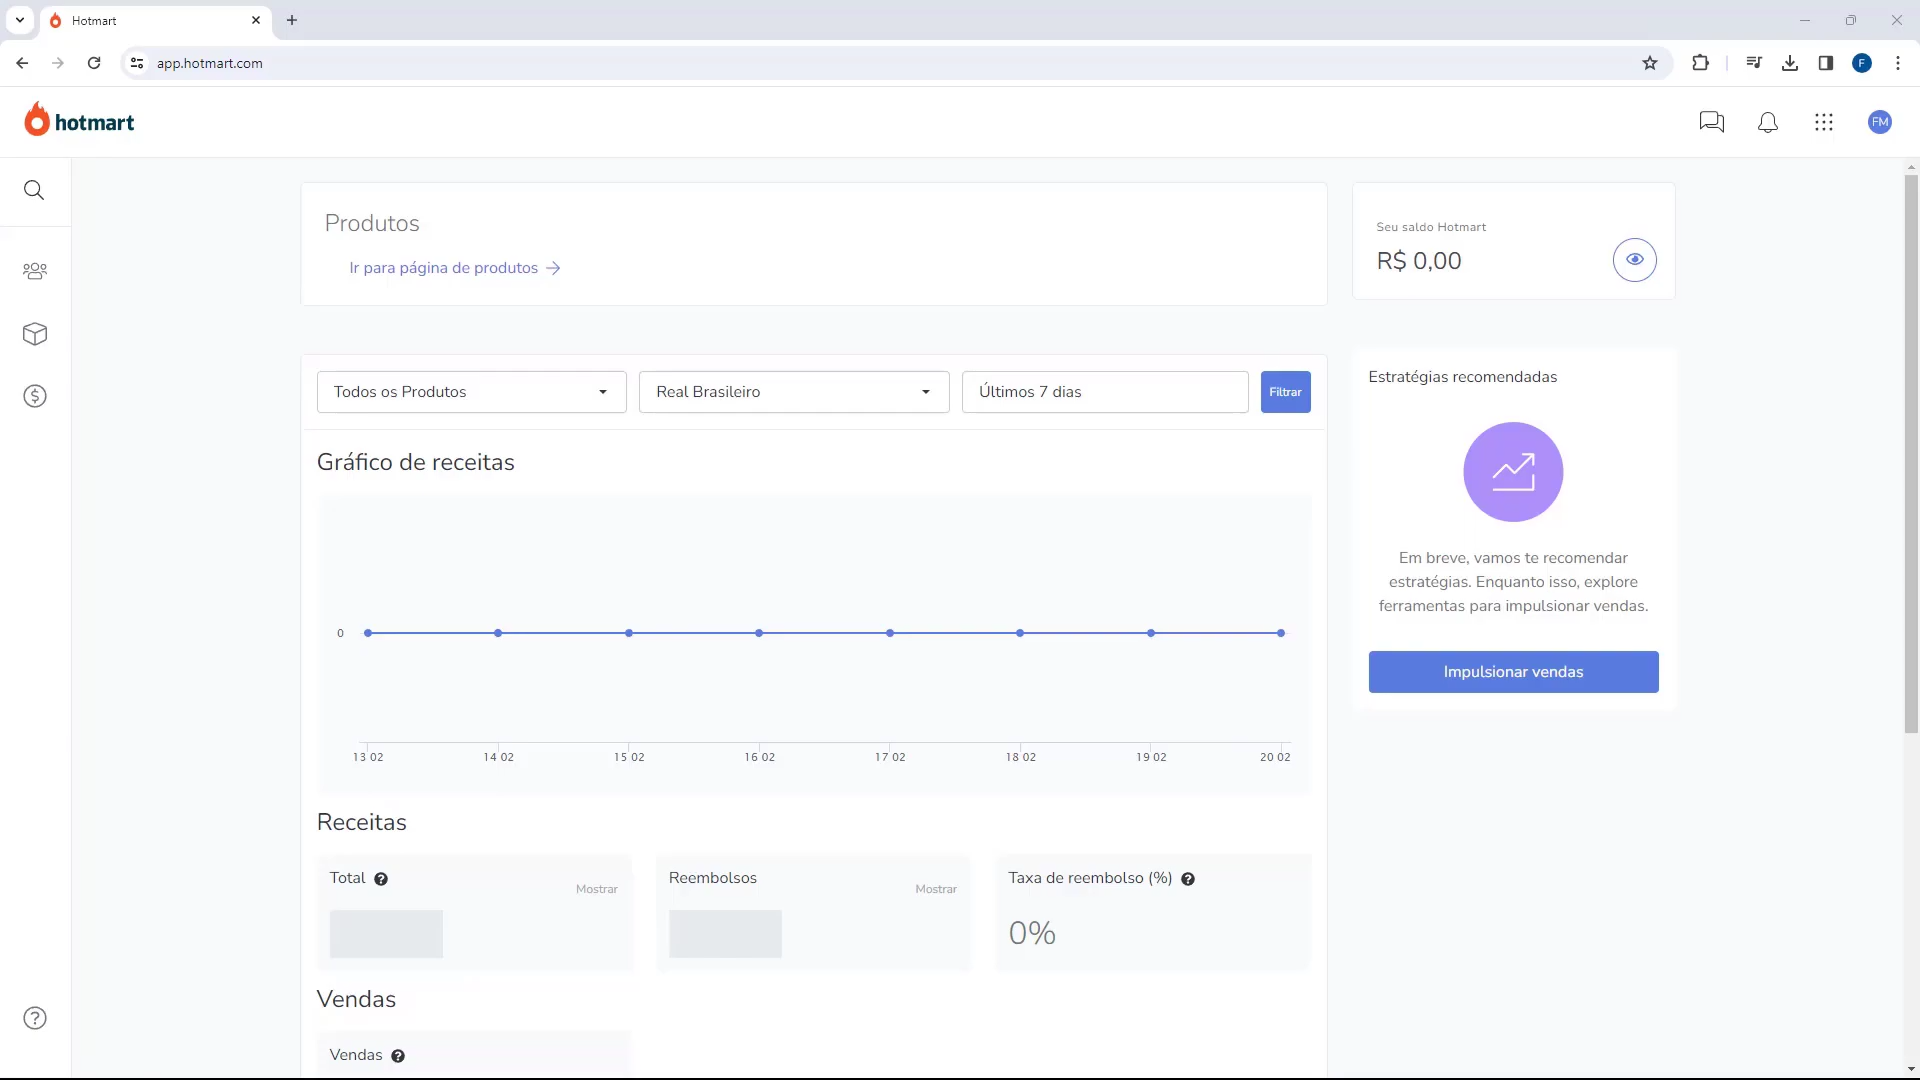 Hotmart
app.hotmart.com
F
hotmart
FM
Produtos
Ir para página de produtos
Seu saldo Hotmart
R$ 0,00
Todos os Produtos
Real Brasileiro
Últimos 7 dias
Filtrar
Estratégias recomendadas
Gráfico de receitas
Em breve, vamos te recomendar
estratégias. Enquanto isso, explore
ferramentas para impulsionar vendas.
0
Impulsionar vendas
13 02 14 02 15 02 16 02 17 02 18 02 19 02 20 02
Receitas
Total
Mostrar
Reembolsos
Mostrar
Taxa de reembolso (%)
0%
Vendas
Vendas